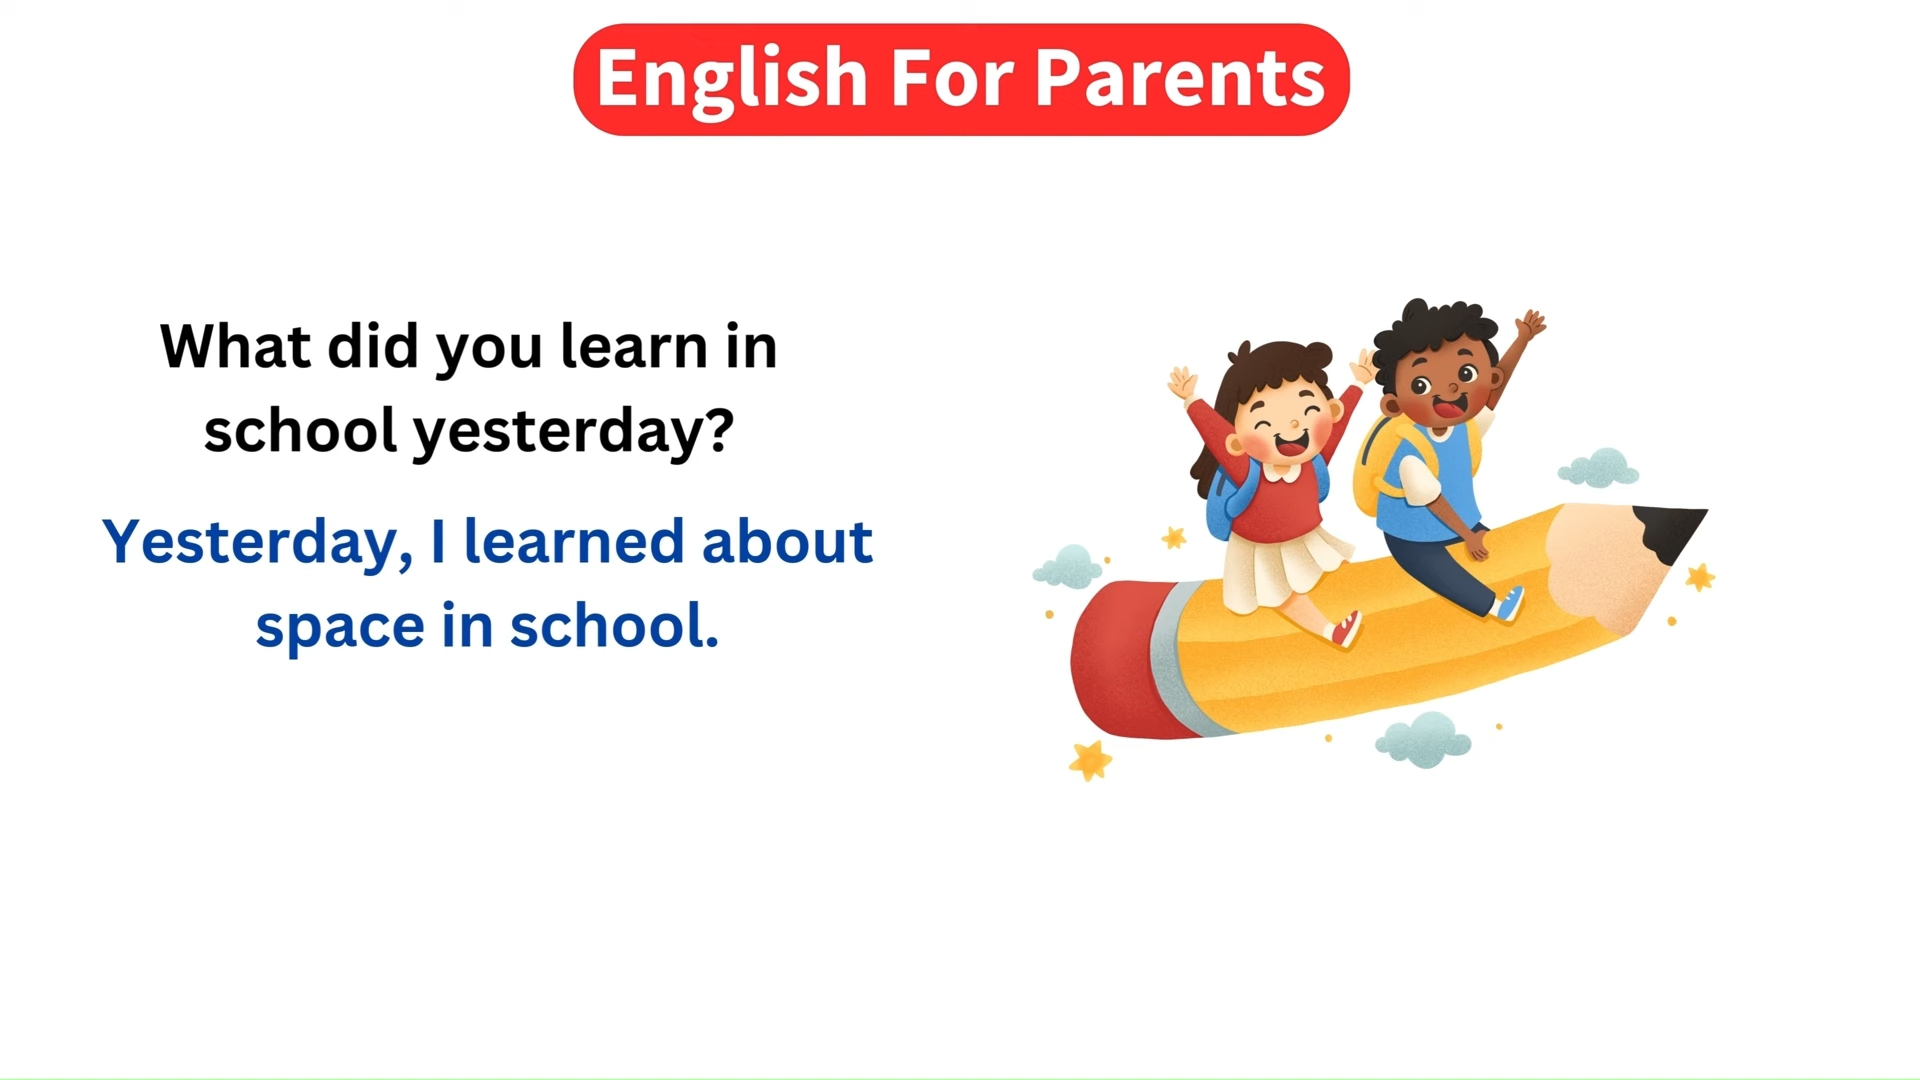 English For Parents
What did you learn in
school yesterday?
Yesterday, I learned about
space in school.